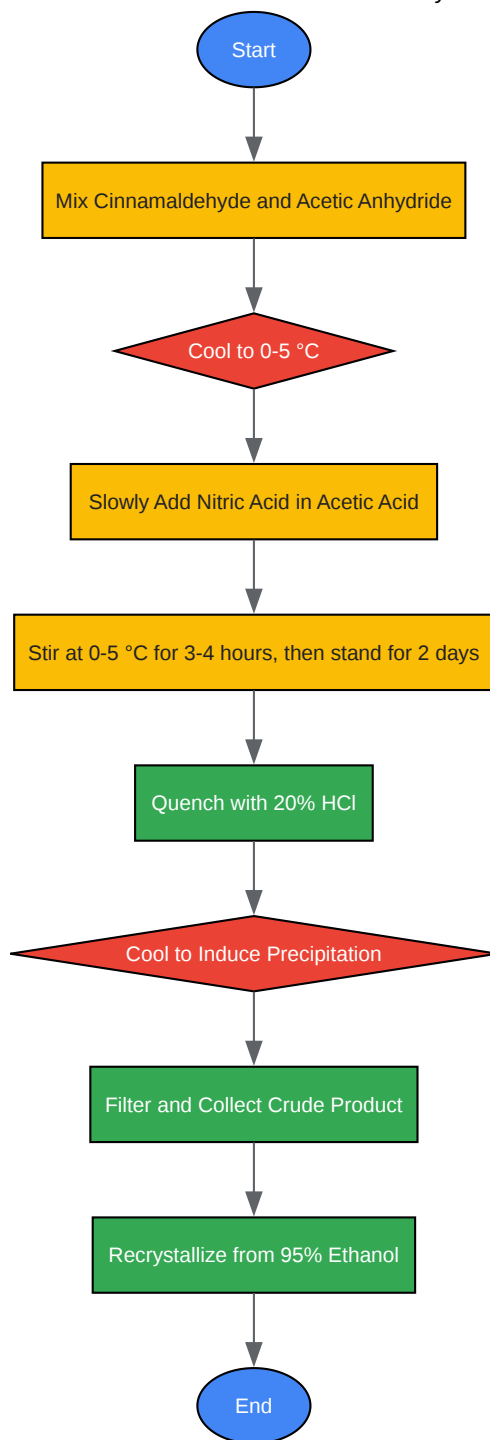 Start
Mix Cinnamaldehyde and Acetic Anhydride
Cool to 0-5 °C
Slowly Add Nitric Acid in Acetic Acid
Stir at 0-5 °C for 3-4 hours, then stand for 2 days
Quench with 20% HCl
Cool to Induce Precipitation
Filter and Collect Crude Product
Recrystallize from 95% Ethanol
End